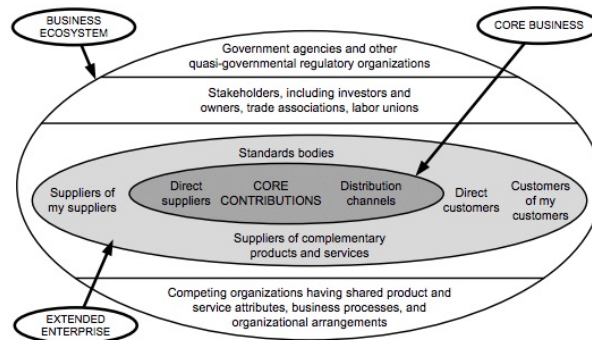 BUSINESS
ECOSYSTEM
CORE BUSINESS
Government agencies and other
quasi-governmental regulatory organizations
Stakeholders, including investors and
owners, trade associations, labor unions
Standards bodies
Suppliers of
my suppliers
Direct
suppliers
CORE
CONTRIBUTIONS
Distribution
channels
Direct
customers
Customers
of my
customers
Suppliers of complementary
products and services
Competing organizations having shared product and
service attributes, business processes, and
organizational arrangements
EXTENDED
ENTERPRISE